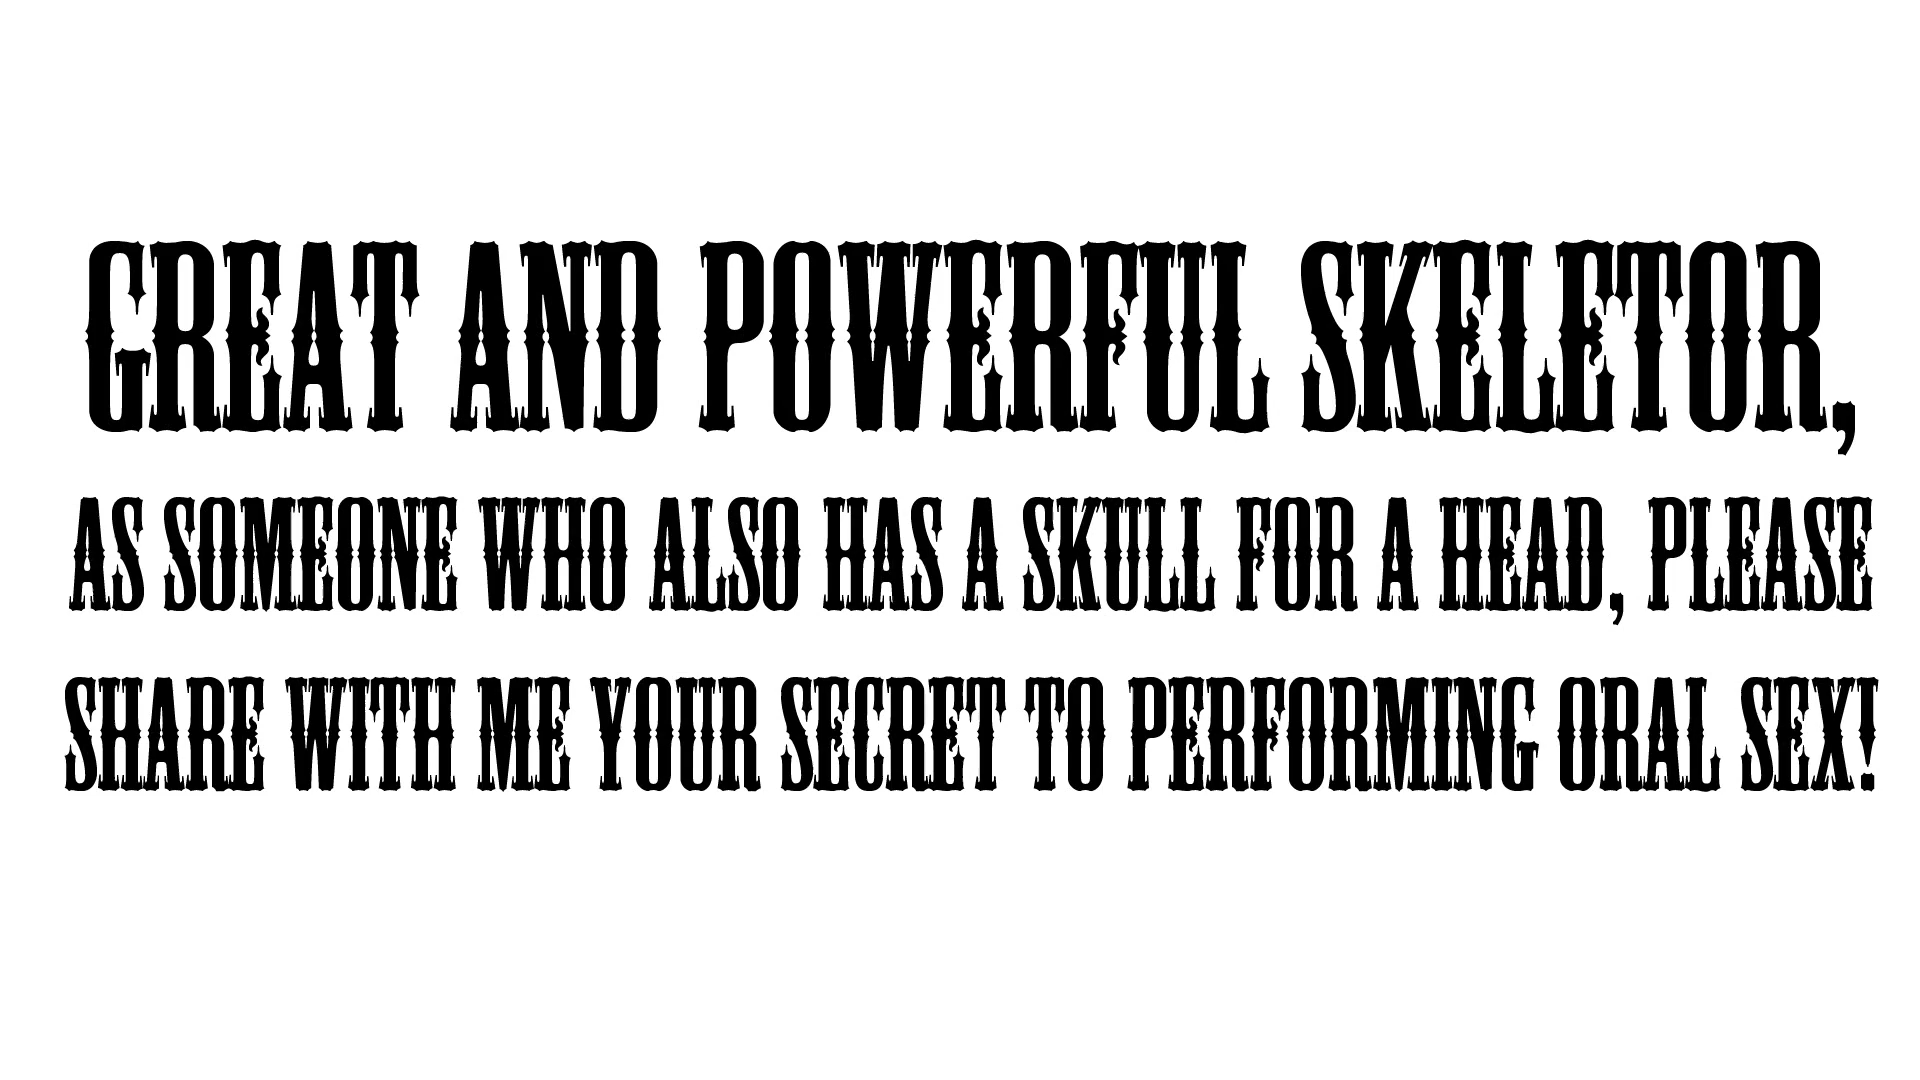 GREAT AND POWERFUL SKELETOR,
AS SOMEONE WHO ALSO HAS A SKULL FOR A HEAD, PLEASE
SHARE WITH ME YOUR SECRET TO PERFORMING ORAL SEX!